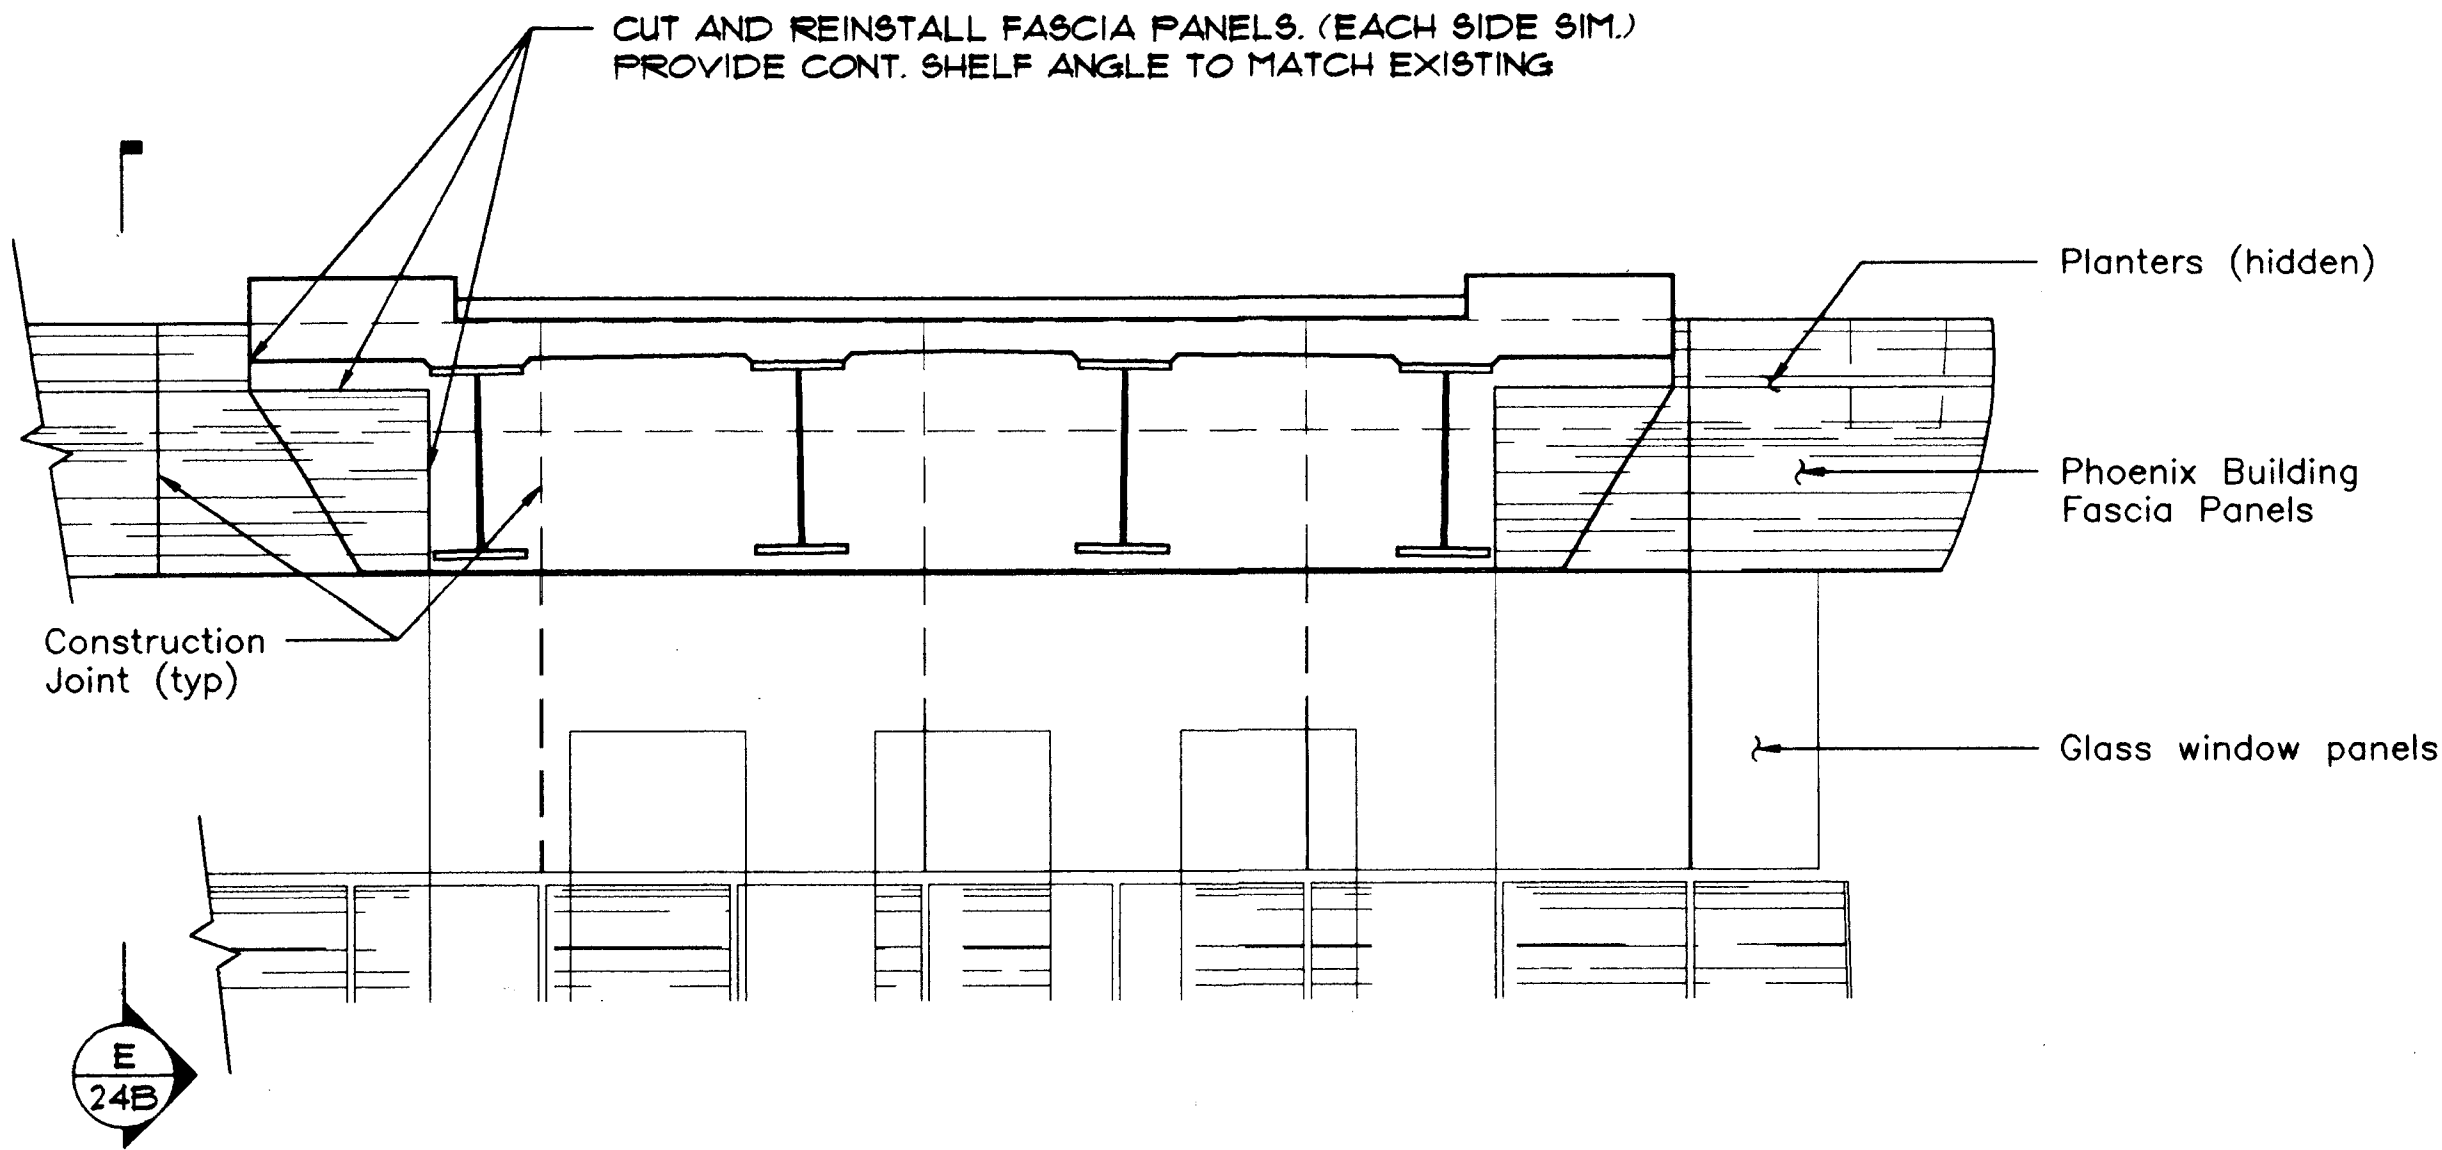 CUT AND REINSTALL FASCIA PANELS. (EACH SIDE SIM.)
PROVIDE CONT. SHELF ANGLE TO MATCH EXISTING
Planters (hidden)
Phoenix Building
Fascia Panels
Construction
Joint (typ)
Glass window panels
E
24B